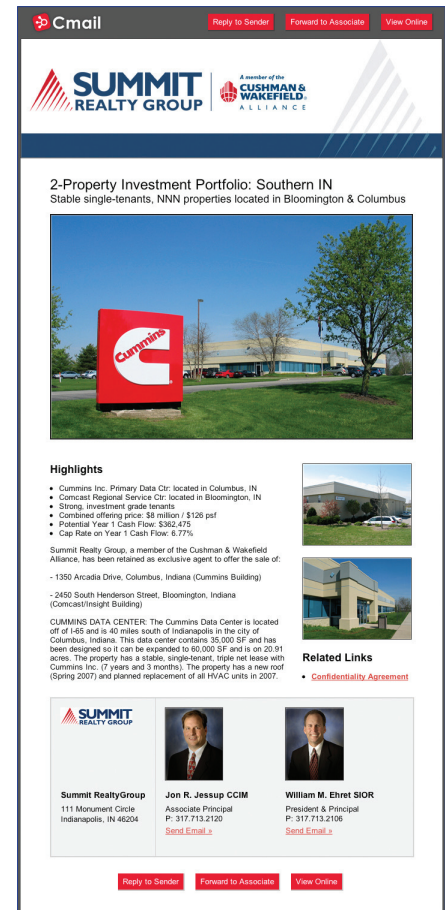 Cmail
Reply to Sender
Forward to Associate
View Online
SUMMIT
REALTY GROUP
A member of the
CUSHMAN &
WAKEFIELD®
ALLIANCE
2-Property Investment Portfolio: Southern IN
Stable single-tenants, NNN properties located in Bloomington & Columbus
Cummins
Highlights
• Cummins Inc. Primary Data Ctr: located in Columbus, IN
• Comcast Regional Service Ctr: located in Bloomington, IN
• Strong, investment grade tenants
• Combined offering price: $8 million / $126 psf
• Potential Year 1 Cash Flow: $362,475
• Cap Rate on Year 1 Cash Flow: 6.77%
Summit Realty Group, a member of the Cushman & Wakefield
Alliance, has been retained as exclusive agent to offer the sale of:
- 1350 Arcadia Drive, Columbus, Indiana (Cummins Building)
- 2450 South Henderson Street, Bloomington, Indiana
(Comcast/Insight Building)
CUMMINS DATA CENTER: The Cummins Data Center is located
off of I-65 and is 40 miles south of Indianapolis in the city of
Columbus, Indiana. This data center contains 35,000 SF and has
been designed so it can be expanded to 60,000 SF and is on 20.91
acres. The property has a stable, single-tenant, triple net lease with
Cummins Inc. (7 years and 3 months). The property has a new roof
(Spring 2007) and planned replacement of all HVAC units in 2007.
Related Links
• Confidentiality Agreement
SUMMIT
REALTY GROUP
Summit RealtyGroup
111 Monument Circle
Indianapolis, IN 46204
Jon R. Jessup CCIM
Associate Principal
P: 317.713.2120
Send Email »
William M. Ehret SIOR
President & Principal
P: 317.713.2106
Send Email »
Reply to Sender
Forward to Associate
View Online